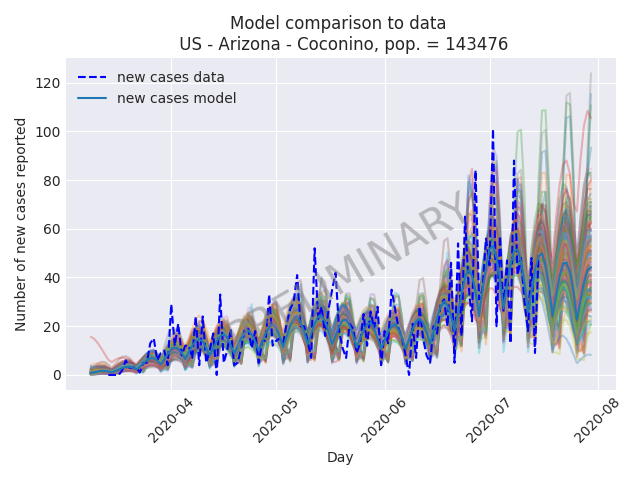 Model comparison to data
US - Arizona - Coconino, pop. = 143476
new cases data
new cases model
PRELIMINARY
Number of new cases reported
120
100
80
60
40
20
0
2020-04
2020-05
2020-06
2020-07
2020-08
Day